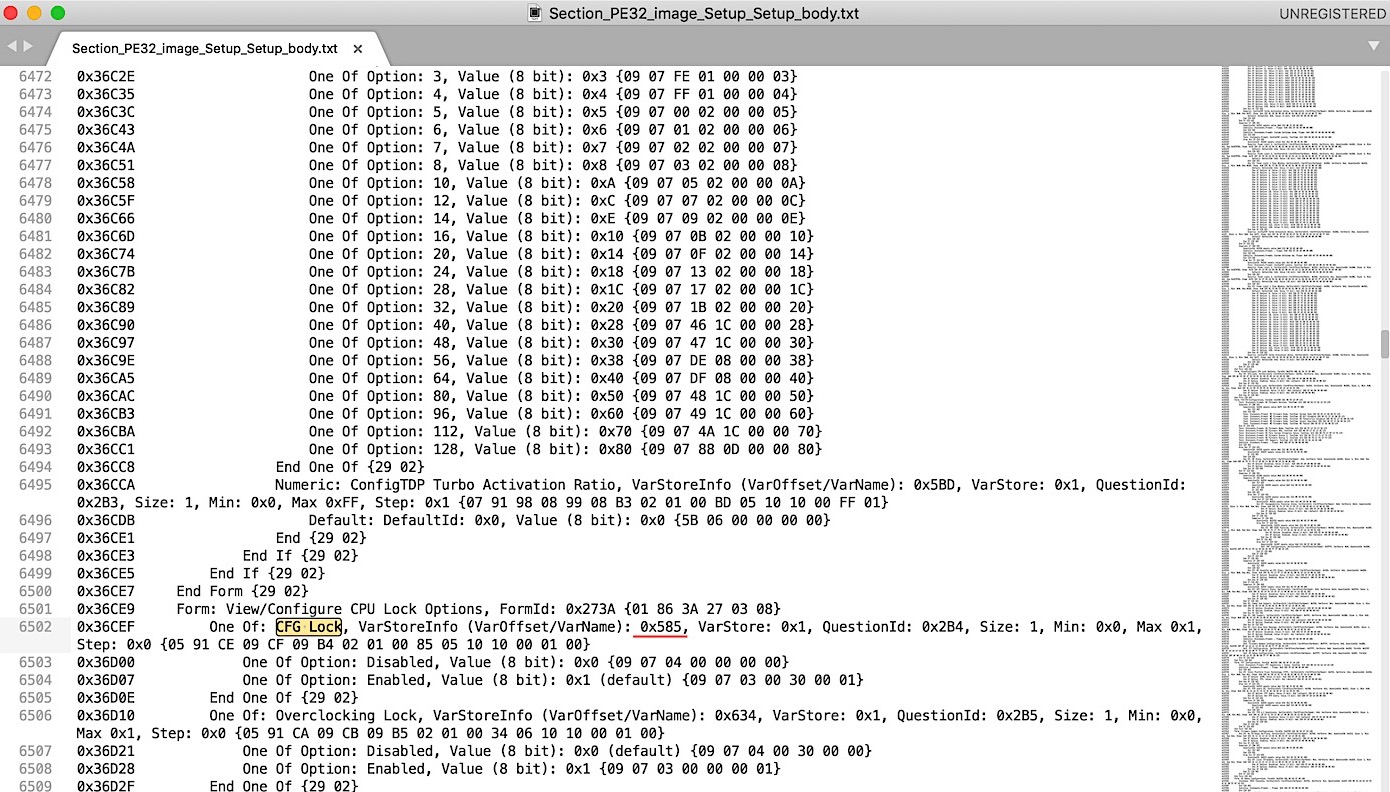 Section_PE32_image_Setup_Setup_body.txt
UNREGISTERED
Section_PE32_image_Setup_Setup_body.txt ×
6472 0x36C2E One Of Option: 3, Value (8 bit): 0x3 {09 07 FE 01 00 00 03}
6473 0x36C35 One Of Option: 4, Value (8 bit): 0x4 {09 07 FF 01 00 00 04}
6474 0x36C3C One Of Option: 5, Value (8 bit): 0x5 {09 07 00 02 00 00 05}
6475 0x36C43 One Of Option: 6, Value (8 bit): 0x6 {09 07 01 02 00 00 06}
6476 0x36C4A One Of Option: 7, Value (8 bit): 0x7 {09 07 02 02 00 00 07}
6477 0x36C51 One Of Option: 8, Value (8 bit): 0x8 {09 07 03 02 00 00 08}
6478 0x36C58 One Of Option: 10, Value (8 bit): 0xA {09 07 05 02 00 00 0A}
6479 0x36C5F One Of Option: 12, Value (8 bit): 0xC {09 07 07 02 00 00 0C}
6480 0x36C66 One Of Option: 14, Value (8 bit): 0xE {09 07 09 02 00 00 0E}
6481 0x36C6D One Of Option: 16, Value (8 bit): 0x10 {09 07 0B 02 00 00 10}
6482 0x36C74 One Of Option: 20, Value (8 bit): 0x14 {09 07 0F 02 00 00 14}
6483 0x36C7B One Of Option: 24, Value (8 bit): 0x18 {09 07 13 02 00 00 18}
6484 0x36C82 One Of Option: 28, Value (8 bit): 0x1C {09 07 17 02 00 00 1C}
6485 0x36C89 One Of Option: 32, Value (8 bit): 0x20 {09 07 1B 02 00 00 20}
6486 0x36C90 One Of Option: 40, Value (8 bit): 0x28 {09 07 46 1C 00 00 28}
6487 0x36C97 One Of Option: 48, Value (8 bit): 0x30 {09 07 47 1C 00 00 30}
6488 0x36C9E One Of Option: 56, Value (8 bit): 0x38 {09 07 DE 08 00 00 38}
6489 0x36CA5 One Of Option: 64, Value (8 bit): 0x40 {09 07 DF 08 00 00 40}
6490 0x36CAC One Of Option: 80, Value (8 bit): 0x50 {09 07 48 1C 00 00 50}
6491 0x36CB3 One Of Option: 96, Value (8 bit): 0x60 {09 07 49 1C 00 00 60}
6492 0x36CBA One Of Option: 112, Value (8 bit): 0x70 {09 07 4A 1C 00 00 70}
6493 0x36CC1 One Of Option: 128, Value (8 bit): 0x80 {09 07 88 0D 00 00 80}
6494 0x36CC8 End One Of {29 02}
6495 0x36CCA Numeric: ConfigTDP Turbo Activation Ratio, VarStoreInfo (VarOffset/VarName): 0x5BD, VarStore: 0x1, QuestionId:
0x2B3, Size: 1, Min: 0x0, Max 0xFF, Step: 0x1 {07 91 98 09 99 08 B3 02 01 00 BD 05 10 10 00 FF 01}
6496 0x36CDB Default: DefaultId: 0x0, Value (8 bit): 0x0 {5B 06 00 00 00 00}
6497 0x36CE1 End {29 02}
6498 0x36CE3 End If {29 02}
6499 0x36CE5 End If {29 02}
6500 0x36CE7 End Form {29 02}
6501 0x36CE9 Form: View/Configure CPU Lock Options, FormId: 0x273A {01 86 3A 27 03 08}
6502 0x36CEF One Of: CFG Lock, VarStoreInfo (VarOffset/VarName): 0x585, VarStore: 0x1, QuestionId: 0x2B4, Size: 1, Min: 0x0, Max 0x1,
Step: 0x0 {05 91 CE 09 CF 09 B4 02 01 00 85 05 10 10 00 01 00}
6503 0x36D00 One Of Option: Disabled, Value (8 bit): 0x0 {09 07 04 00 00 00 00}
6504 0x36D07 One Of Option: Enabled, Value (8 bit): 0x1 (default) {09 07 03 00 30 00 01}
6505 0x36D0E End One Of {29 02}
6506 0x36D10 One Of: Overclocking Lock, VarStoreInfo (VarOffset/VarName): 0x634, VarStore: 0x1, QuestionId: 0x2B5, Size: 1, Min: 0x0,
Max 0x1, Step: 0x0 {05 91 CA 09 CB 09 B5 02 01 00 34 06 10 10 00 01 00}
6507 0x36D21 One Of Option: Disabled, Value (8 bit): 0x0 (default) {09 07 04 00 30 00 00}
6508 0x36D28 One Of Option: Enabled, Value (8 bit): 0x1 {09 07 03 00 00 00 01}
6509 0x36D2F End One Of {29 02}